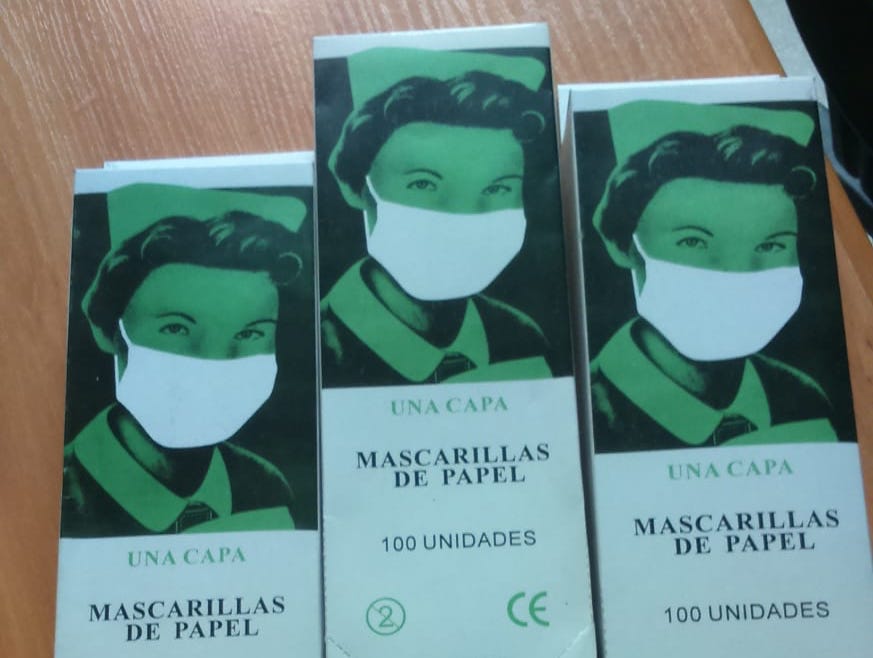 UNA CAPA
MASCARILLAS
DE PAPEL
UNA CAPA
MASCARILLAS
DE PAPEL
100 UNIDADES
2
CE
UNA CAPA
MASCARILLAS
DE PAPEL
100 UNIDADES